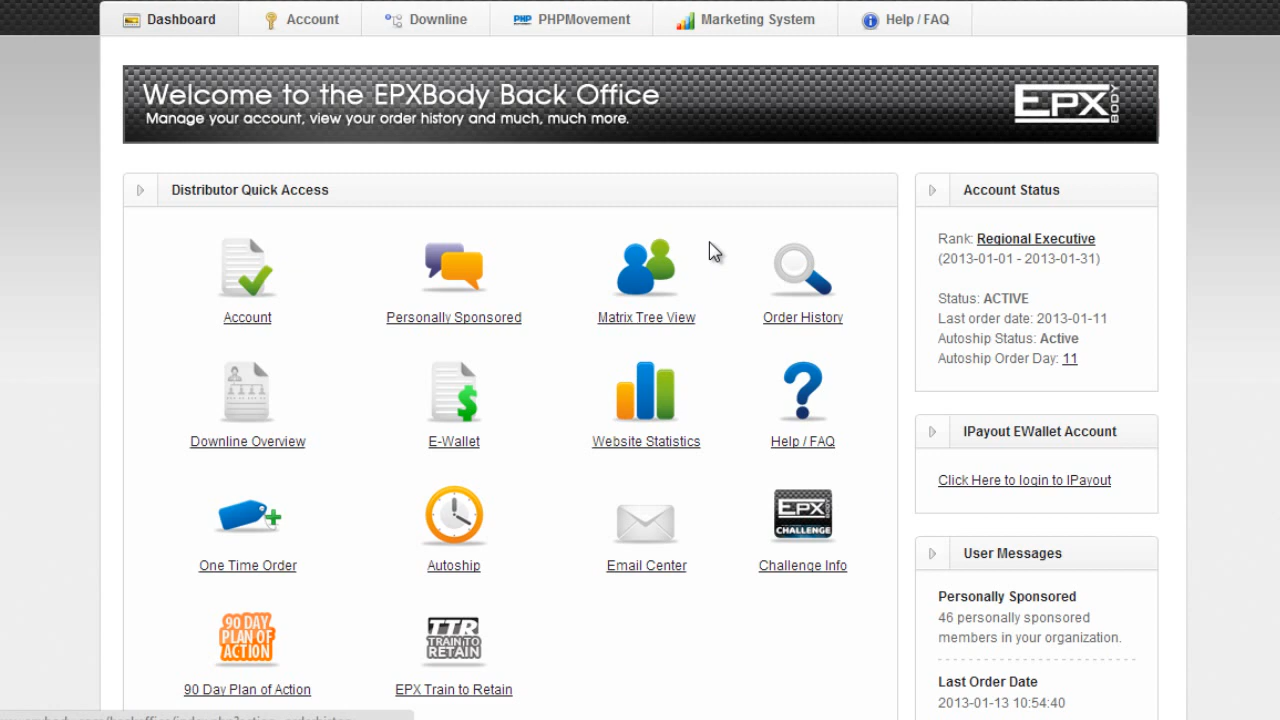 Dashboard
Account
Downline
PHP PHPMovement
Marketing System
Help / FAQ
Welcome to the EPXBody Back Office
Manage your account, view your order history and much, much more.
EPX BODY
Distributor Quick Access
Account
Personally Sponsored
Matrix Tree View
Order History
Downline Overview
E-Wallet
Website Statistics
Help / FAQ
One Time Order
Autoship
EPX BODY
CHALLENGE
Email Center
Challenge Info
90 DAY
PLAN OF
ACTION
TTR
TRAIN TO
RETAIN
90 Day Plan of Action
EPX Train to Retain
Account Status
Rank: Regional Executive
(2013-01-01 - 2013-01-31)
Status: ACTIVE
Last order date: 2013-01-11
Autoship Status: Active
Autoship Order Day: 11
IPayout EWallet Account
Click Here to login to IPayout
User Messages
Personally Sponsored
46 personally sponsored
members in your organization.
Last Order Date
2013-01-13 10:54:40